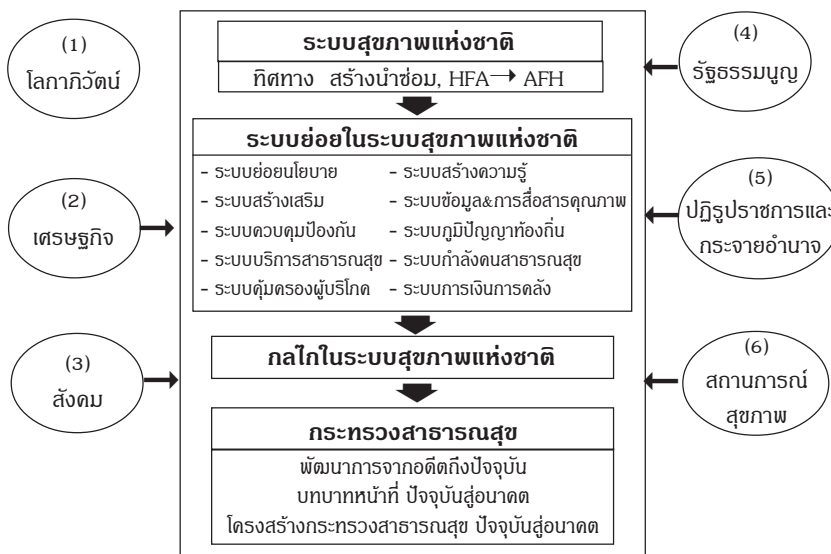 (1)
โลกาภิวัตน์
(2)
เศรษฐกิจ
(3)
สังคม
ระบบสุขภาพแห่งชาติ
ทิศทาง สร้างนำซ่อม, HFA→ AFH
ระบบย่อยในระบบสุขภาพแห่งชาติ
- ระบบย่อยนโยบาย - ระบบสร้างความรู้
- ระบบสร้างเสริม - ระบบข้อมูล&การสื่อสารคุณภาพ
- ระบบควบคุมป้องกัน - ระบบภูมิปัญญาท้องถิ่น
- ระบบบริการสาธารณสุข - ระบบกำลังคนสาธารณสุข
- ระบบคุ้มครองผู้บริโภค - ระบบการเงินการคลัง
กลไกในระบบสุขภาพแห่งชาติ
กระทรวงสาธารณสุข
พัฒนาการจากอดีตถึงปัจจุบัน
บทบาทหน้าที่ ปัจจุบันสู่อนาคต
โครงสร้างกระทรวงสาธารณสุข ปัจจุบันสู่อนาคต
(4)
รัฐธรรมนูญ
(5)
ปฏิรูปราชการและ
กระจายอำนาจ
(6)
สถานการณ์
สุขภาพ